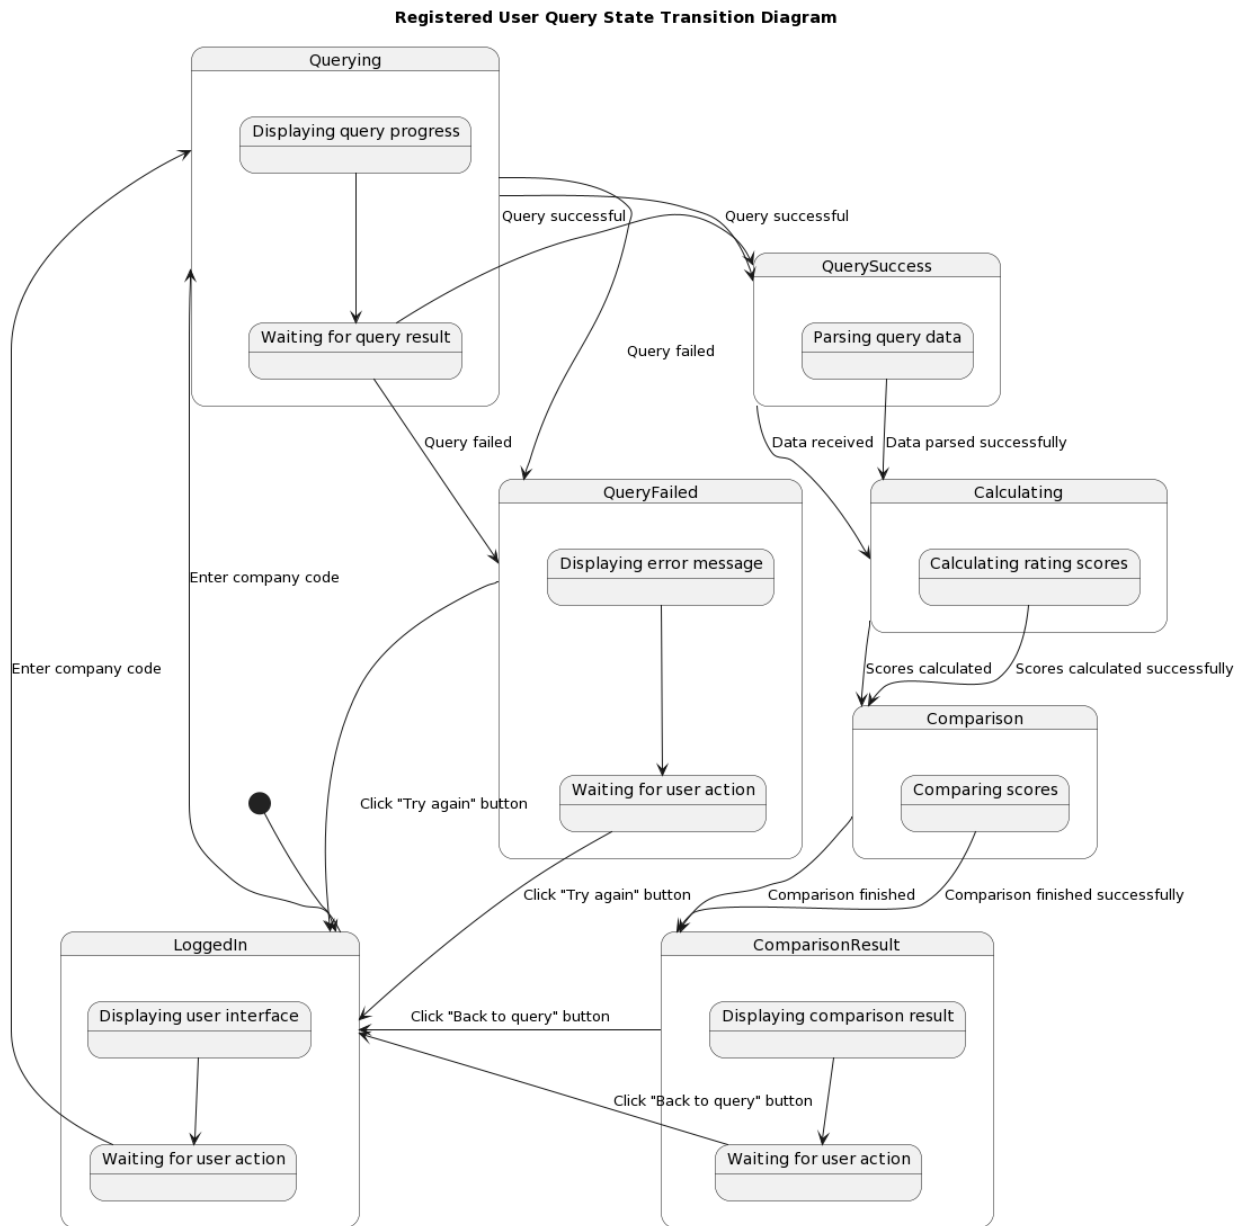 Registered User Query State Transition Diagram
Querying
Displaying query progress
Query successful
Query successful
QuerySuccess
Waiting for query result
Parsing query data
Query failed
Query failed
Data received
Data parsed successfully
QueryFailed
Calculating
Displaying error message
Calculating rating scores
Enter company code
Enter company code
Scores calculated
Scores calculated successfully
Comparison
Waiting for user action
Comparing scores
Click "Try again" button
Click "Try again" button
Comparison finished
Comparison finished successfully
LoggedIn
ComparisonResult
Displaying user interface
Click "Back to query" button
Displaying comparison result
Click "Back to query" button
Waiting for user action
Waiting for user action